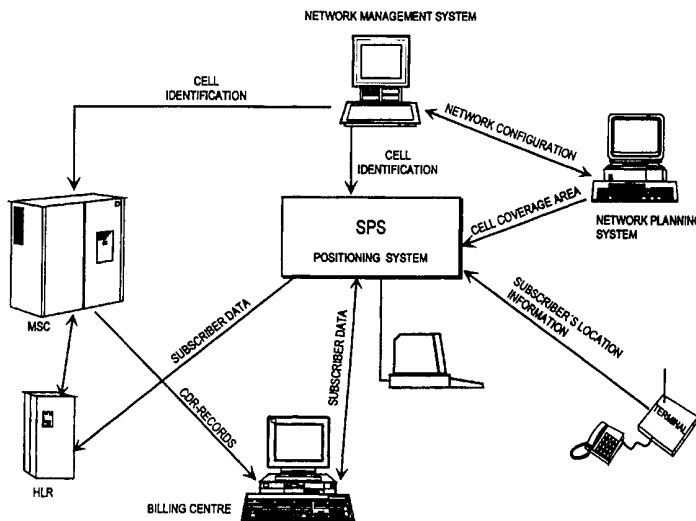 NETWORK MANAGEMENT SYSTEM
CELL
IDENTIFICATION
NETWORK CONFIGURATION
CELL
IDENTIFICATION
CELL COVERAGE AREA
NETWORK PLANNING
SYSTEM
SPS
POSITIONING SYSTEM
SUBSCRIBER'S LOCATION
INFORMATION
MSC
SUBSCRIBER DATA
SUBSCRIBER DATA
CDR-RECORDS
TERMINAL
HLR
BILLING CENTRE